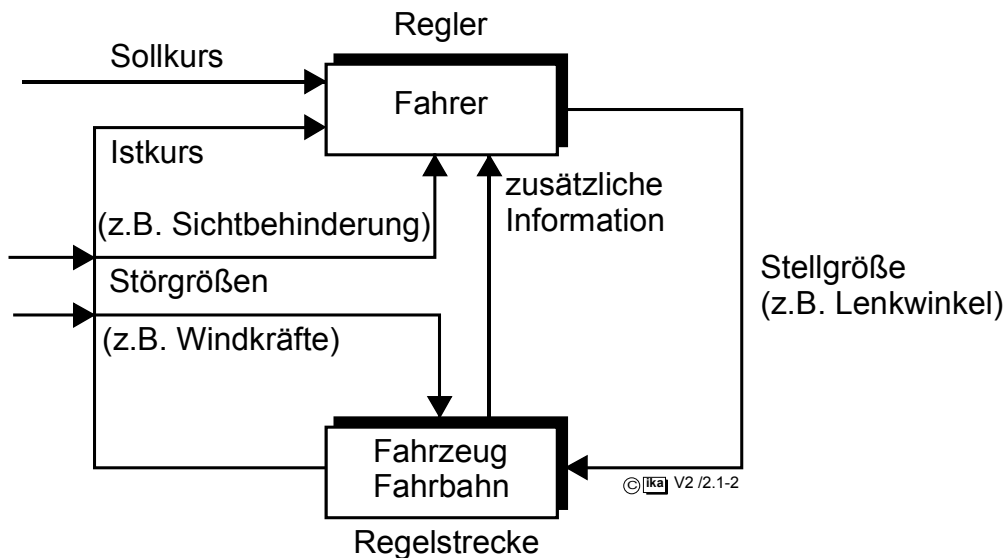 Regler
Sollkurs
Fahrer
Istkurs
zusätzliche
Information
(z.B. Sichtbehinderung)
Störgrößen
Stellgröße
(z.B. Lenkwinkel)
(z.B. Windkräfte)
Fahrzeug
Fahrbahn
© ika V2 /2.1-2
Regelstrecke